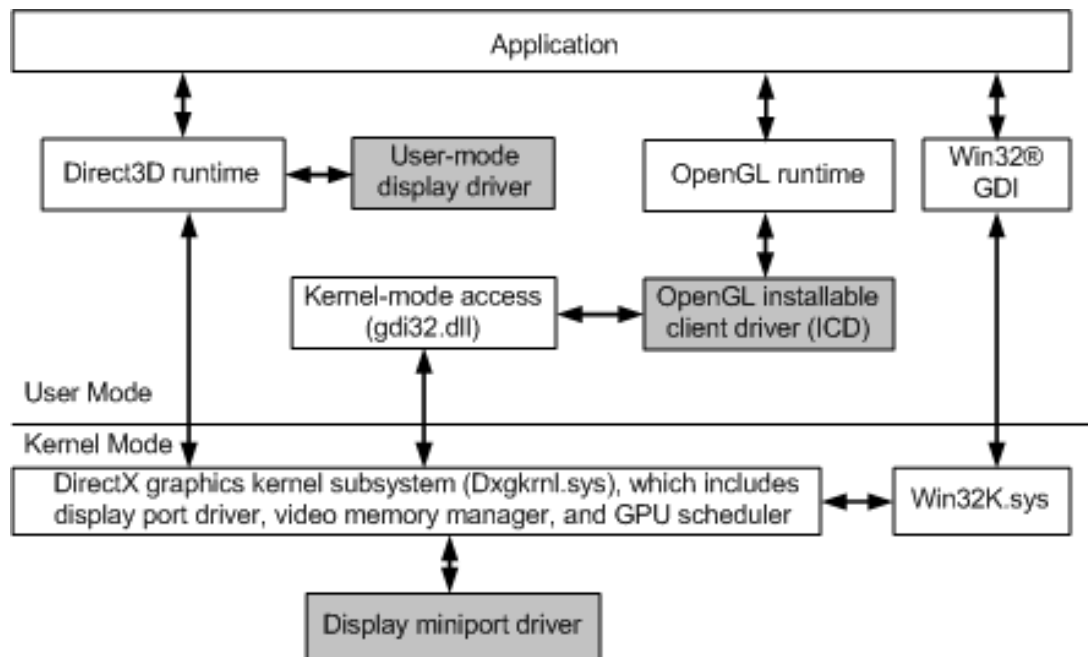 Application
Direct3D runtime
User-mode
display driver
OpenGL runtime
Win32®
GDI
Kernel-mode access
(gdi32.dll)
OpenGL installable
client driver (ICD)
User Mode
Kernel Mode
DirectX graphics kernel subsystem (Dxgkrnl.sys), which includes
display port driver, video memory manager, and GPU scheduler
Win32K.sys
Display miniport driver